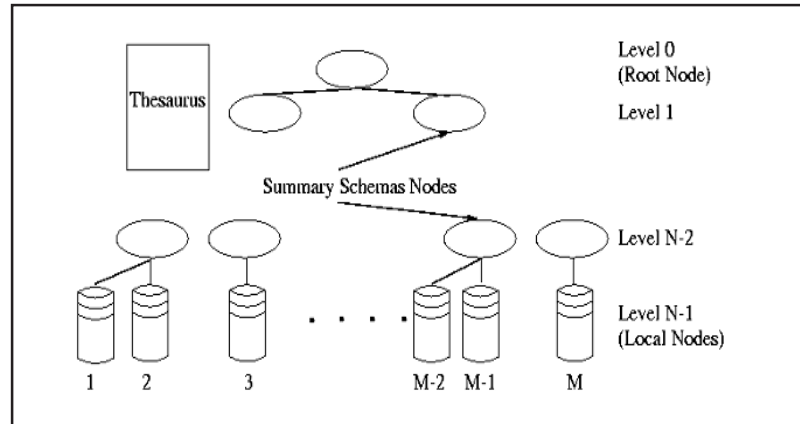 Level 0
(Root Node)
Thesaurus
Level 1
Summary Schemas Nodes
Level N-2
Level N-1
(Local Nodes)
1 2 3 . . . . M-2 M-1 M